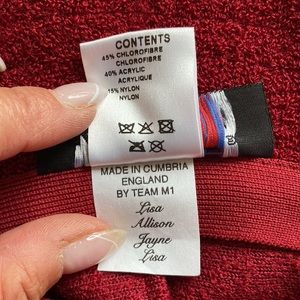 CONTENTS
45% CHLOROFIBRE
CHLOROFIBRE
40% ACRYLIC
ACRYLIQUE
15% NYLON
NYLON
MADE IN CUMBRIA
ENGLAND
BY TEAM M1
Lisa
Allison
Jayne
Lisa